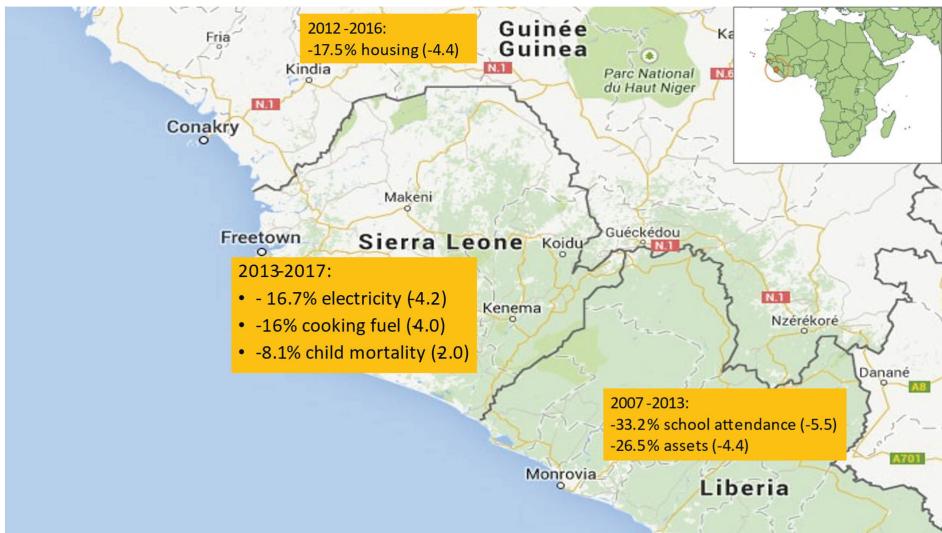 2012-2016:
-17.5% housing (-4.4)
Guinée
Guinea
Fria
Kindia
N.1
N.1
Parc National
du Haut Niger
N.6
Ka
Conakry
Makeni
Freetown
Sierra Leone
Koidu
Guéckédou
N.1
2013-2017:
• - 16.7% electricity (-4.2)
• -16% cooking fuel (-4.0)
• -8.1% child mortality (-2.0)
Kenema
N.1
Nzérékoré
Danané
A8
2007-2013:
-33.2% school attendance (-5.5)
-26.5% assets (-4.4)
A701
Monrovia
Liberia